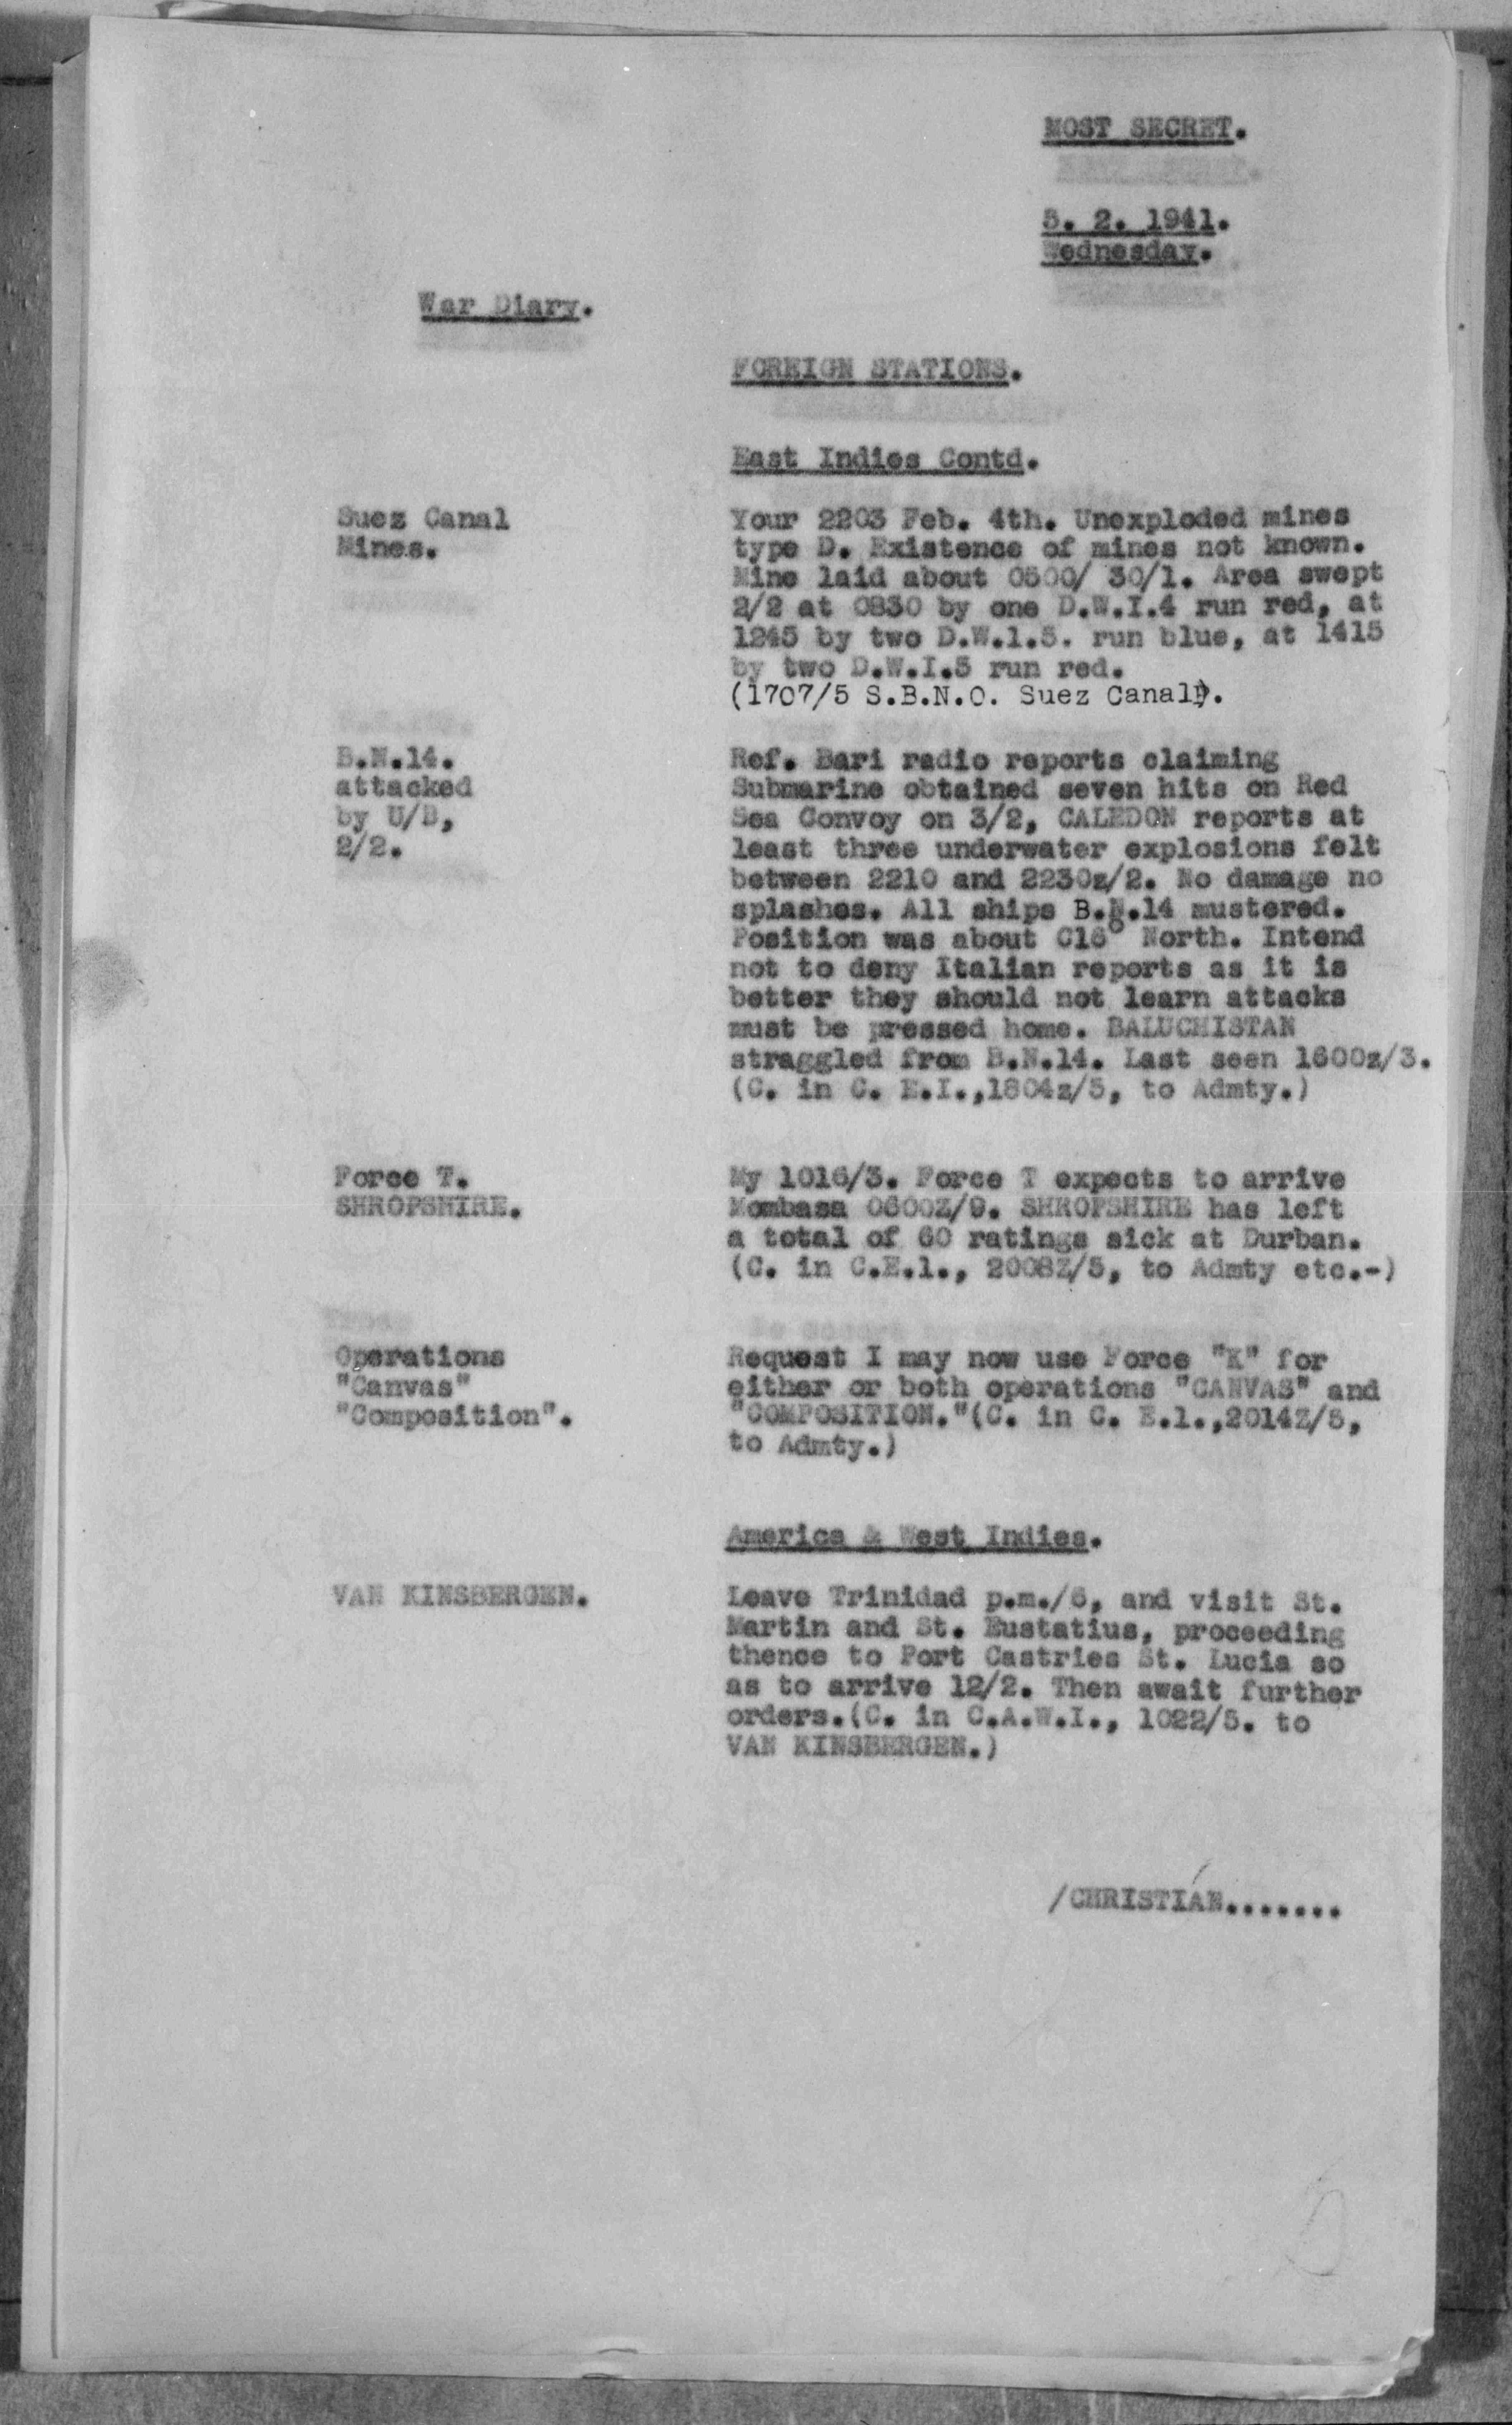 MOST SECRET.
5. 2. 1941.
Wednesday.
War Diary.
FOREIGN STATIONS.
East Indies Contd.
Suez Canal
Mines.
Your 2203 Feb. 4th. Unexploded mines
type D. Existence of mines not known.
Mine laid about 0500/ 30/1. Area swept
2/2 at 0830 by one D.W.I.4 run red, at
1245 by two D.W.1.5. run blue, at 1415
by two D.W.I.5 run red.
(1707/5 S.B.N.O. Suez Canal).
B.N.14.
attacked
by U/B,
2/2.
Ref. Bari radio reports claiming
Submarine obtained seven hits on Red
Sea Convoy on 3/2, CALEDON reports at
least three underwater explosions felt
between 2210 and 2230z/2. No damage no
splashes. All ships B.N.14 mustered.
Position was about 016° North. Intend
not to deny Italian reports as it is
better they should not learn attacks
must be pressed home. BALUCHISTAN
straggled from B.N.14. Last seen 1600z/3.
(C. in C. E.I.,1804z/5, to Admty.)
Force T.
SHROPSHIRE.
My 1016/3. Force T expects to arrive
Mombasa 0600Z/9. SHROPSHIRE has left
a total of 60 ratings sick at Durban.
(C. in C.E.1., 2008Z/5, to Admty etc.-)
Operations
"Canvas"
"Composition".
Request I may now use Force "K" for
either or both operations "CANVAS" and
"COMPOSITION."(C. in C. E.1.,2014Z/5,
to Admty.)
America & West Indies.
VAN KINSBERGEN.
Leave Trinidad p.m./6, and visit St.
Martin and St. Eustatius, proceeding
thence to Port Castries St. Lucia so
as to arrive 12/2. Then await further
orders.(C. in C.A.W.I., 1022/5. to
VAN KINSBERGEN.)
/CHRISTIAN.......